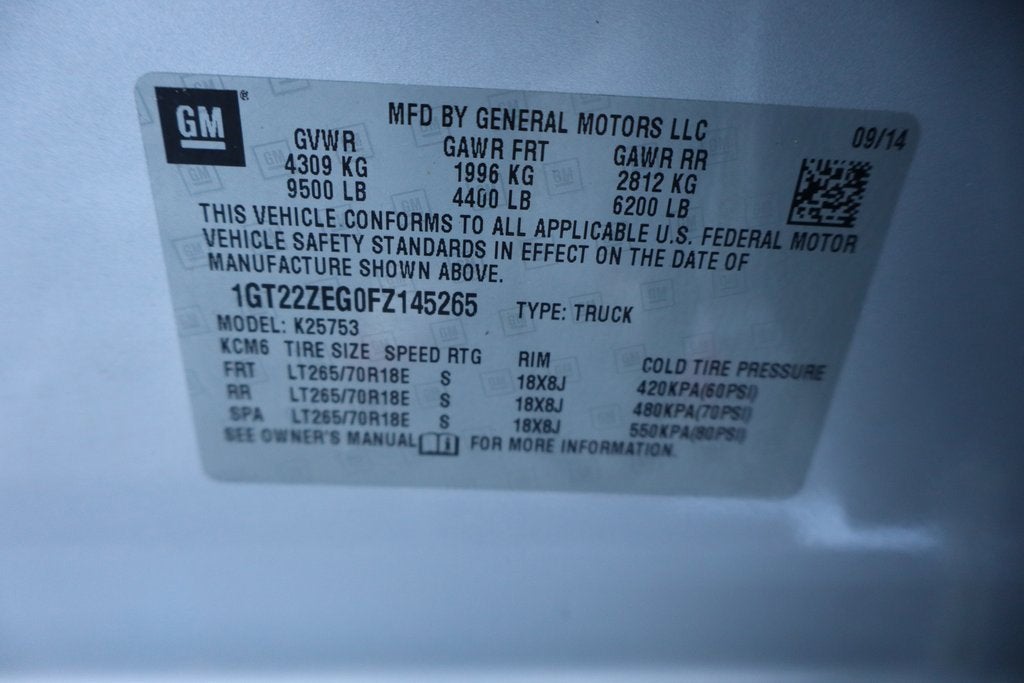 GM ®
MFD BY GENERAL MOTORS LLC
09/14
GVWR GAWR FRT GAWR RR
4309 KG 1996 KG 2812 KG
9500 LB 4400 LB 6200 LB
THIS VEHICLE CONFORMS TO ALL APPLICABLE U.S. FEDERAL MOTOR
VEHICLE SAFETY STANDARDS IN EFFECT ON THE DATE OF
MANUFACTURE SHOWN ABOVE.
1GT22ZEG0FZ145265 TYPE: TRUCK
MODEL: K25753
KCM6 TIRE SIZE SPEED RTG RIM COLD TIRE PRESSURE
FRT LT265/70R18E S 18X8J 420KPA(60PSI)
RR LT265/70R18E S 18X8J 480KPA(70PSI)
SPA LT265/70R18E S 18X8J 550KPA(80PSI)
SEE OWNER'S MANUAL FOR MORE INFORMATION.